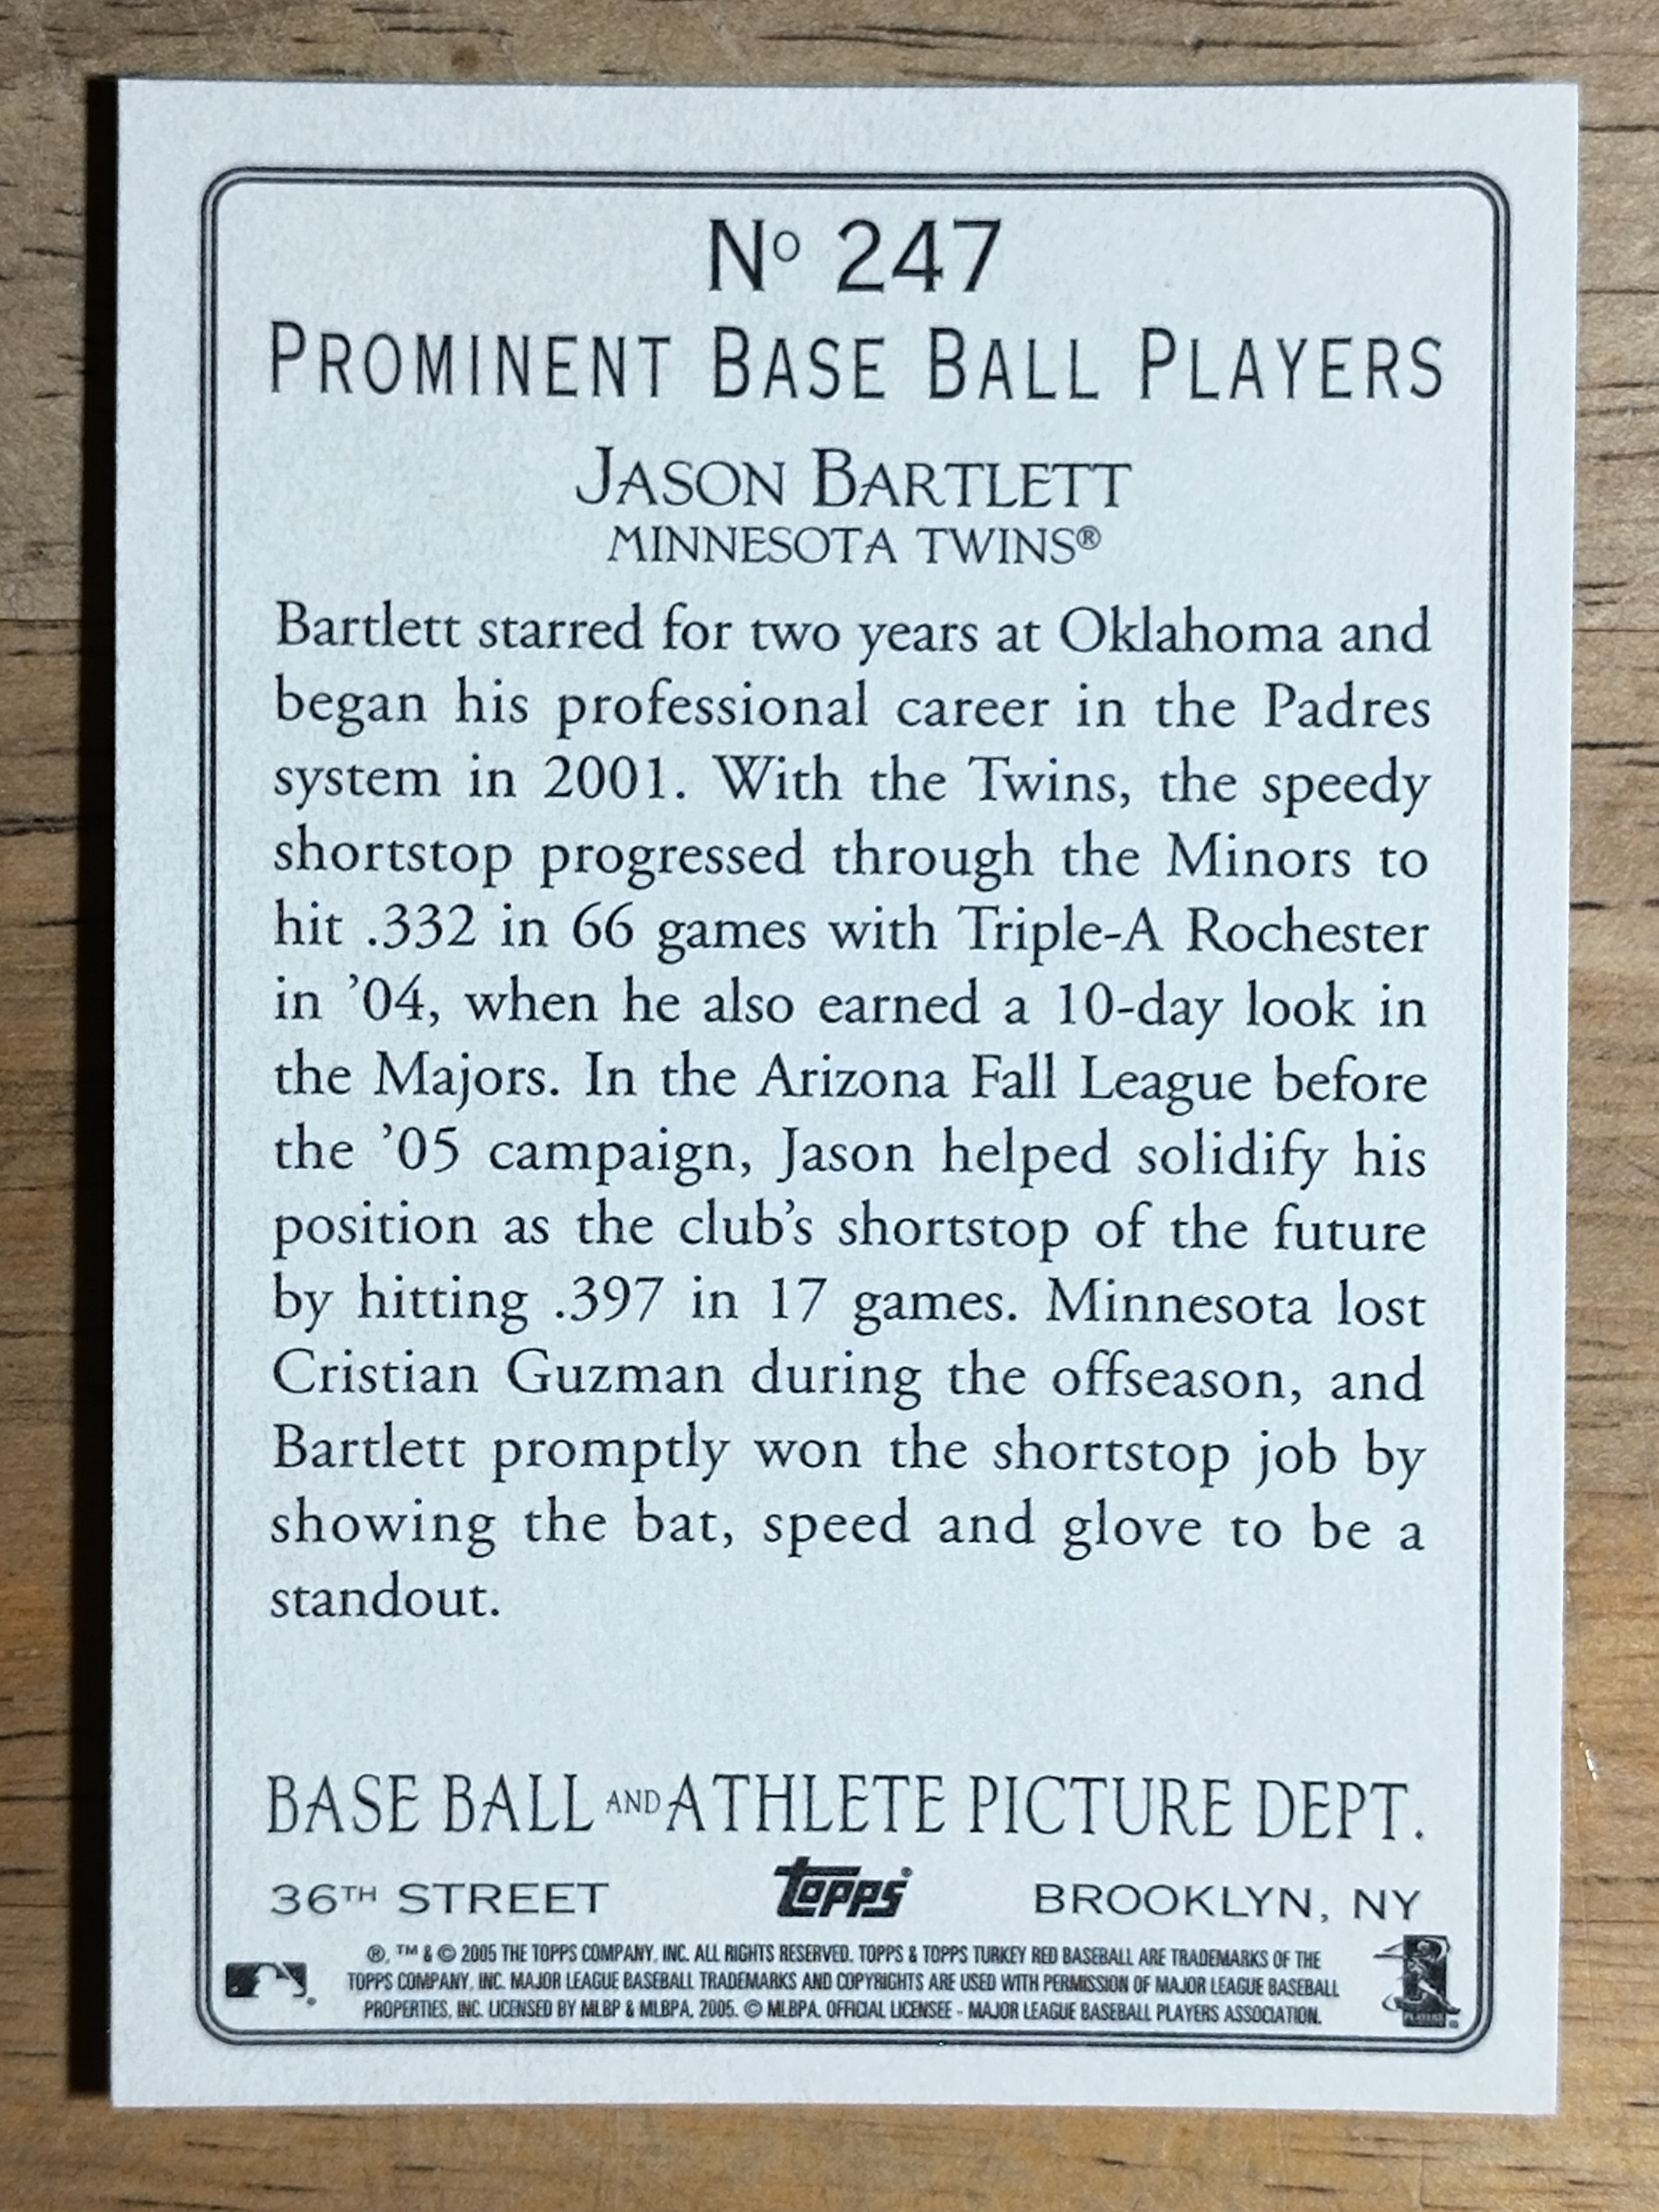 Nº 247
PROMINENT BASE BALL PLAYERS
JASON BARTLETT
MINNESOTA TWINS®
Bartlett starred for two years at Oklahoma and
began his professional career in the Padres
system in 2001. With the Twins, the speedy
shortstop progressed through the Minors to
hit .332 in 66 games with Triple-A Rochester
in ’04, when he also earned a 10-day look in
the Majors. In the Arizona Fall League before
the ’05 campaign, Jason helped solidify his
position as the club’s shortstop of the future
by hitting .397 in 17 games. Minnesota lost
Cristian Guzman during the offseason, and
Bartlett promptly won the shortstop job by
showing the bat, speed and glove to be a
standout.
BASE BALL AND ATHLETE PICTURE DEPT.
36TH STREET topps® BROOKLYN, NY
®, ™ & © 2005 THE TOPPS COMPANY, INC. ALL RIGHTS RESERVED. TOPPS & TOPPS TURKEY RED BASEBALL ARE TRADEMARKS OF THE
TOPPS COMPANY, INC. MAJOR LEAGUE BASEBALL TRADEMARKS AND COPYRIGHTS ARE USED WITH PERMISSION OF MAJOR LEAGUE BASEBALL
PROPERTIES, INC. LICENSED BY MLBP & MLBPA, 2005. © MLBPA. OFFICIAL LICENSEE - MAJOR LEAGUE BASEBALL PLAYERS ASSOCIATION.
PLAYERS